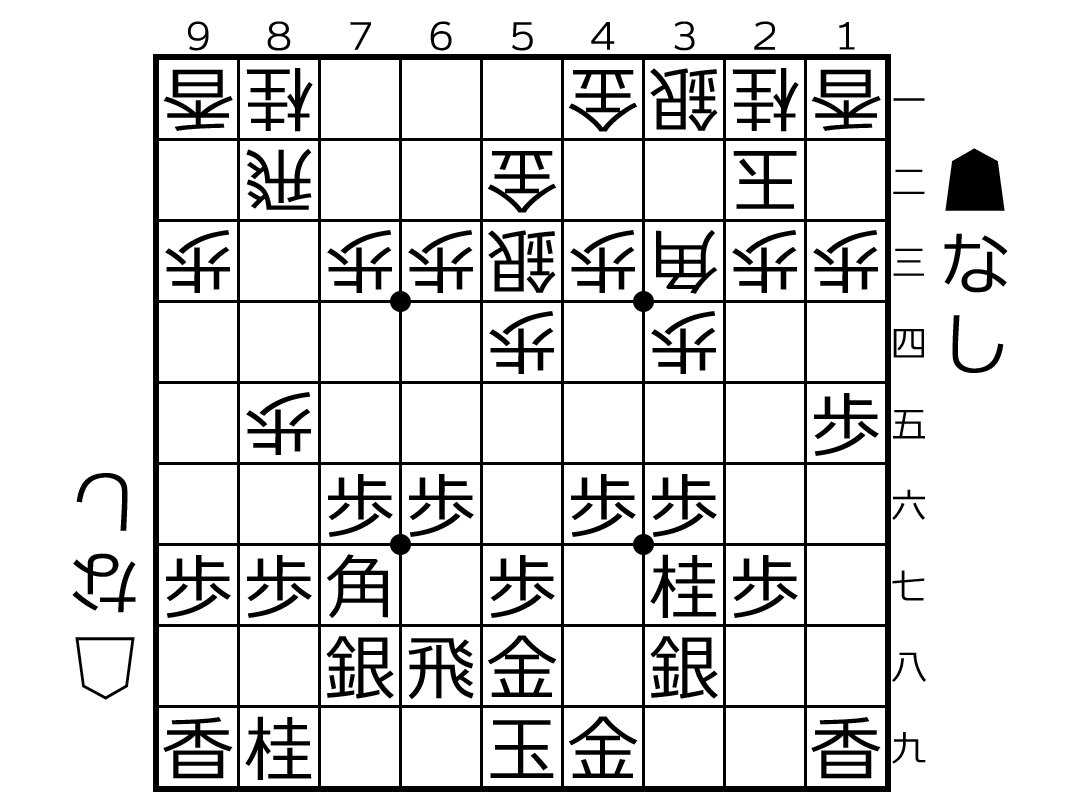 9 8 7 6 5 4 3 2 1
香 桂 金 銀 桂 香 一
飛 金 王 二
歩 歩 歩 銀 歩 角 歩 歩 三
歩 歩 四
歩 歩 五
歩 歩 歩 歩 六
歩 歩 角 歩 桂 歩 七
銀 飛 金 銀 八
香 桂 玉 金 香 九
なし
なし